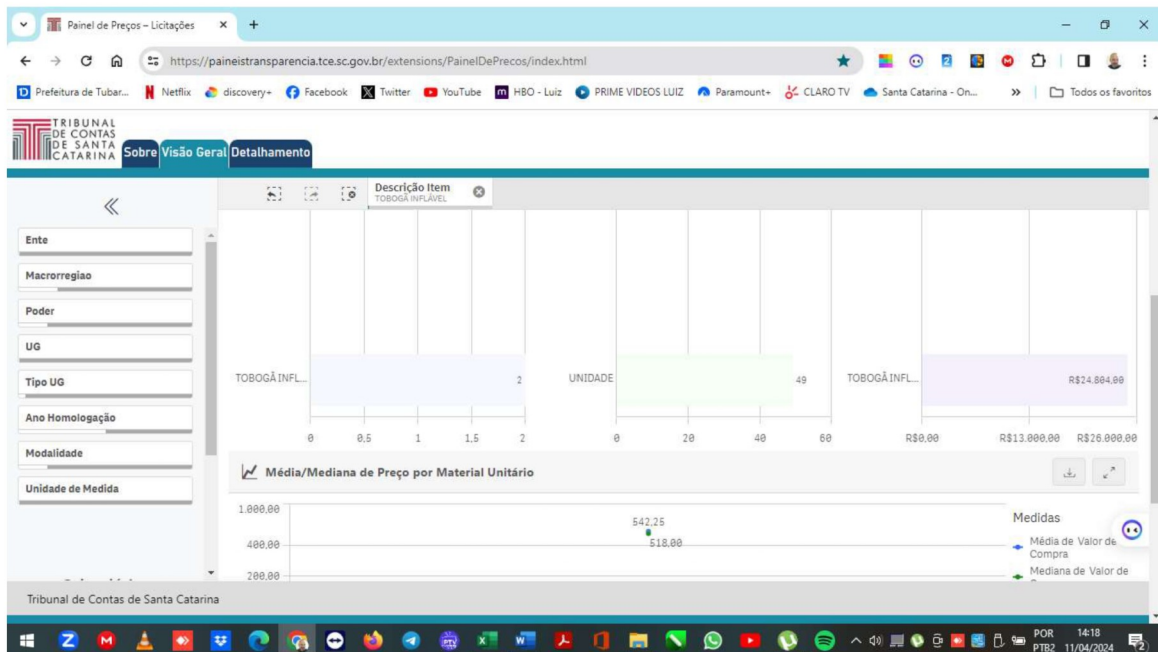 Painel de Preços – Licitações
https://paineistransparencia.tce.sc.gov.br/extensions/PainelDePrecos/index.html
Prefeitura de Tubar... Netflix discovery+ Facebook Twitter YouTube HBO - Luiz PRIME VIDEOS LUIZ Paramount+ CLARO TV Santa Catarina - On... » Todos os favoritos
TRIBUNAL
DE CONTAS
DE SANTA
CATARINA
Sobre Visão Geral Detalhamento
Descrição Item
TOBOGÃ INFLÁVEL
Ente
Macrorregiao
Poder
UG
Tipo UG
Ano Homologação
Modalidade
Unidade de Medida
TOBOGÃ INFL... 2 UNIDADE 49 TOBOGÃ INFL... R$24.804,00
0 0,5 1 1,5 2 0 20 40 60 R$0,00 R$13.000,00 R$26.000,00
Média/Mediana de Preço por Material Unitário
1.000,00
542,25
400,00
518,00
200,00
Medidas
Média de Valor de
Compra
Mediana de Valor de
Tribunal de Contas de Santa Catarina
POR 14:18
PTB2 11/04/2024